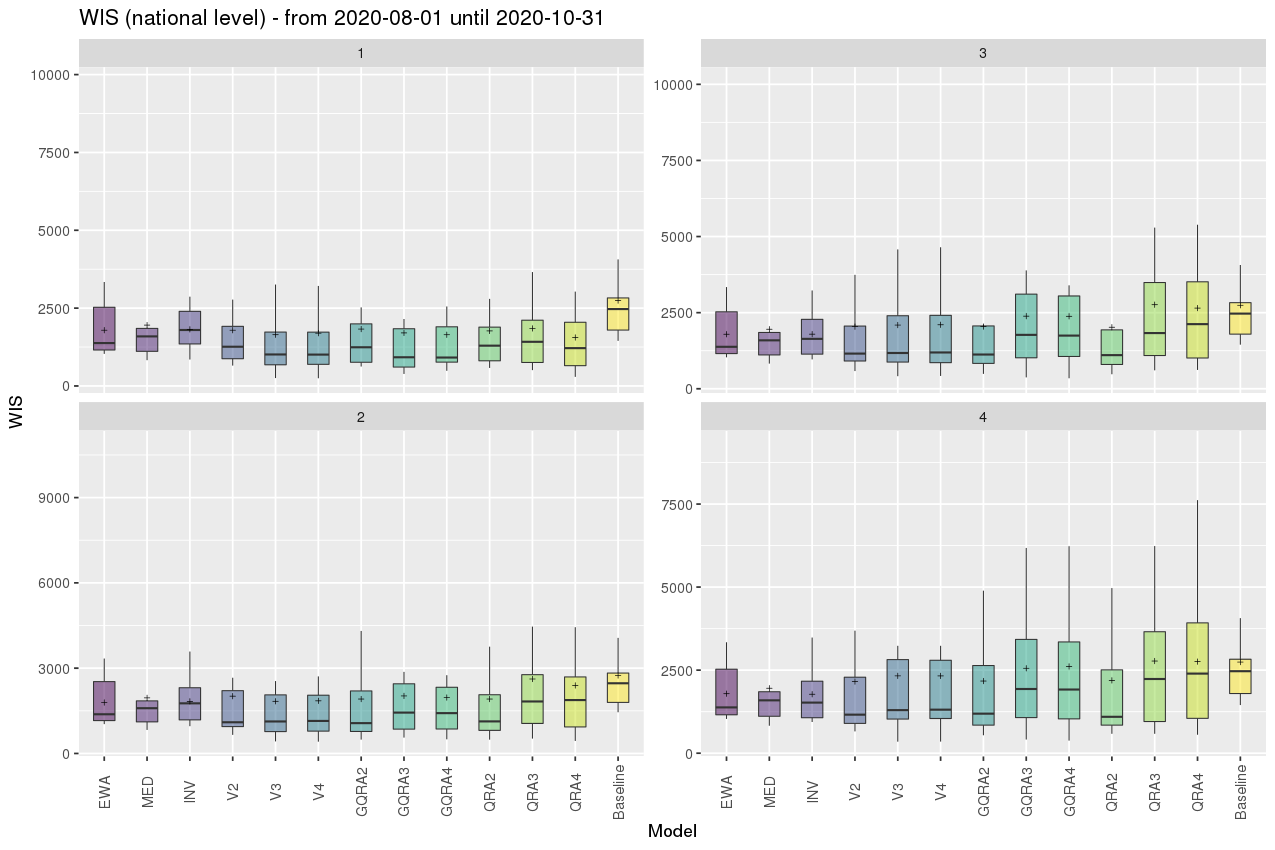 WIS (national level) - from 2020-08-01 until 2020-10-31
1
3
10000
7500
5000
2500
0
10000
7500
5000
2500
0
2
4
9000
6000
3000
0
7500
5000
2500
0
WIS
EWA
MED
INV
V2
V3
V4
GQRA2
GQRA3
GQRA4
QRA2
QRA3
QRA4
Baseline
EWA
MED
INV
V2
V3
V4
GQRA2
GQRA3
GQRA4
QRA2
QRA3
QRA4
Baseline
Model